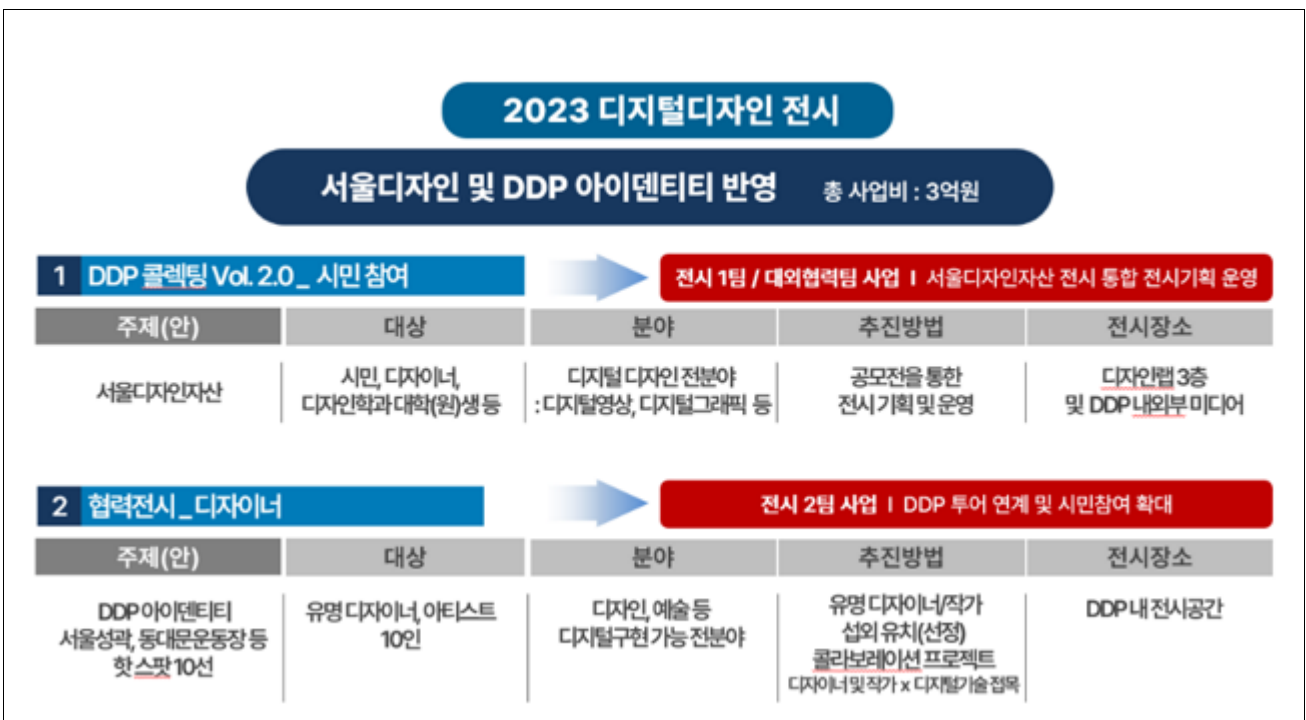 2023 디지털디자인 전시
서울디자인 및 DDP 아이덴티티 반영 총 사업비 : 3억원
1 DDP 콜렉팅 Vol. 2.0_ 시민 참여
전시 1팀 / 대외협력팀 사업 I 서울디자인자산 전시 통합 전시기획 운영
주제(안) 대상 분야 추진방법 전시장소
서울디자인자산
시민, 디자이너,
디자인학과 대학(원)생 등
디지털 디자인 전분야
: 디지털영상, 디지털그래픽 등
공모전을 통한
전시 기획 및 운영
디자인랩 3층
및 DDP 내외부 미디어
2 협력전시_디자이너
전시 2팀 사업 I DDP 투어 연계 및 시민참여 확대
주제(안) 대상 분야 추진방법 전시장소
DDP 아이덴티티
서울성곽, 동대문운동장 등
핫 스팟 10선
유명 디자이너, 아티스트
10인
디자인, 예술 등
디지털구현 가능 전분야
유명 디자이너/작가
섭외 유치(선정)
콜라보레이션 프로젝트
디자이너 및 작가 x 디지털기술 접목
DDP 내 전시공간